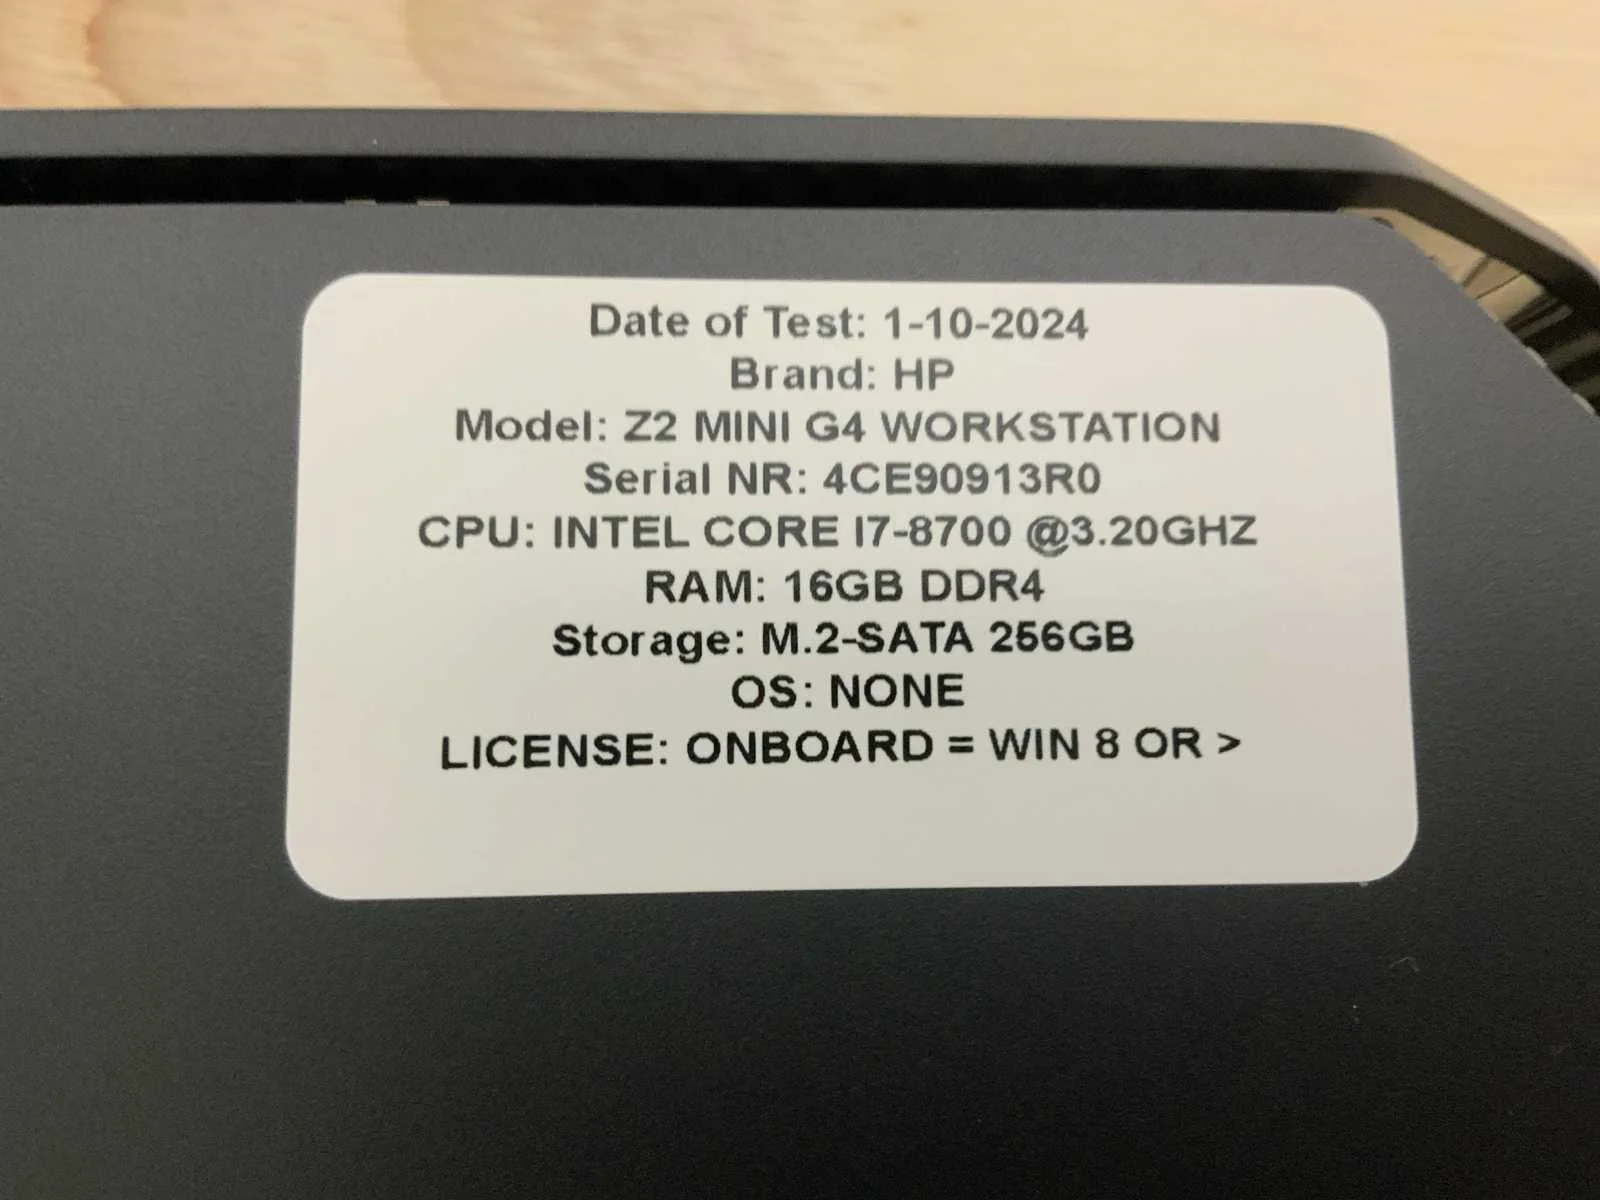 Date of Test: 1-10-2024
Brand: HP
Model: Z2 MINI G4 WORKSTATION
Serial NR: 4CE90913R0
CPU: INTEL CORE I7-8700 @3.20GHZ
RAM: 16GB DDR4
Storage: M.2-SATA 256GB
OS: NONE
LICENSE: ONBOARD = WIN 8 OR >